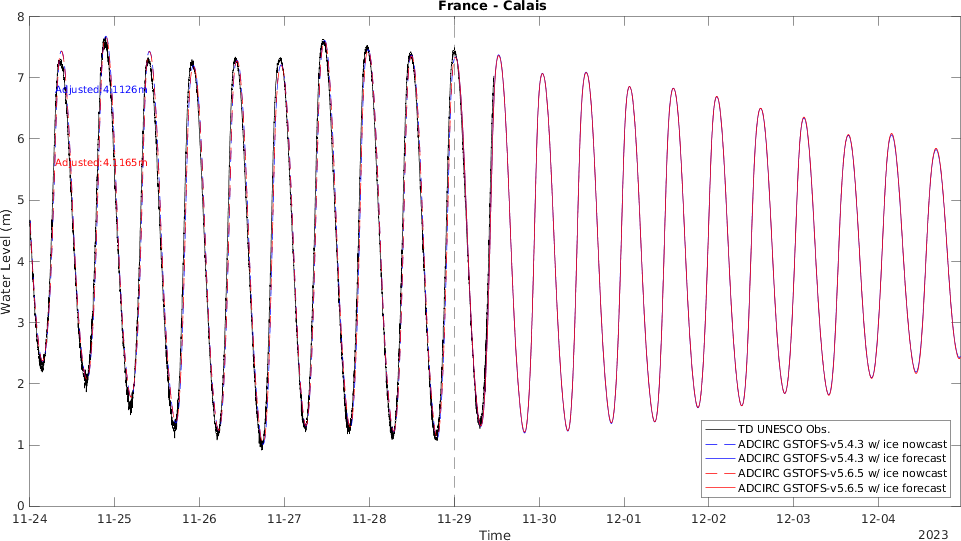 France - Calais
8
7
6
5
4
3
2
1
0
Water Level (m)
Adjusted:4.1126m
Adjusted:4.1165m
TD UNESCO Obs.
ADCIRC GSTOFS-v5.4.3 w/ ice nowcast
ADCIRC GSTOFS-v5.4.3 w/ ice forecast
ADCIRC GSTOFS-v5.6.5 w/ ice nowcast
ADCIRC GSTOFS-v5.6.5 w/ ice forecast
11-24 11-25 11-26 11-27 11-28 11-29 11-30 12-01 12-02 12-03 12-04
Time
2023